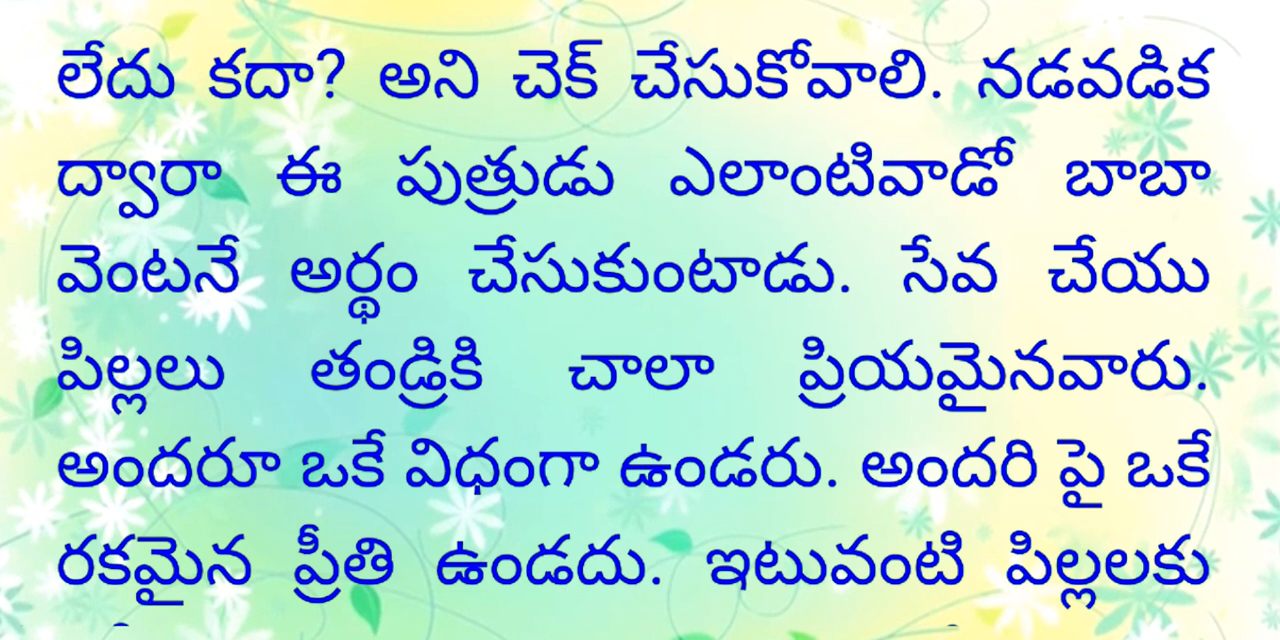 లేదు కదా? అని చెక్ చేసుకోవాలి. నడవడిక
ద్వారా ఈ పుత్రుడు ఎలాంటివాడో బాబా
వెంటనే అర్థం చేసుకుంటాడు. సేవ చేయు
పిల్లలు తండ్రికి చాలా ప్రియమైనవారు.
అందరూ ఒకే విధంగా ఉండరు. అందరి పై ఒకే
రకమైన ప్రీతి ఉండదు. ఇటువంటి పిల్లలకు